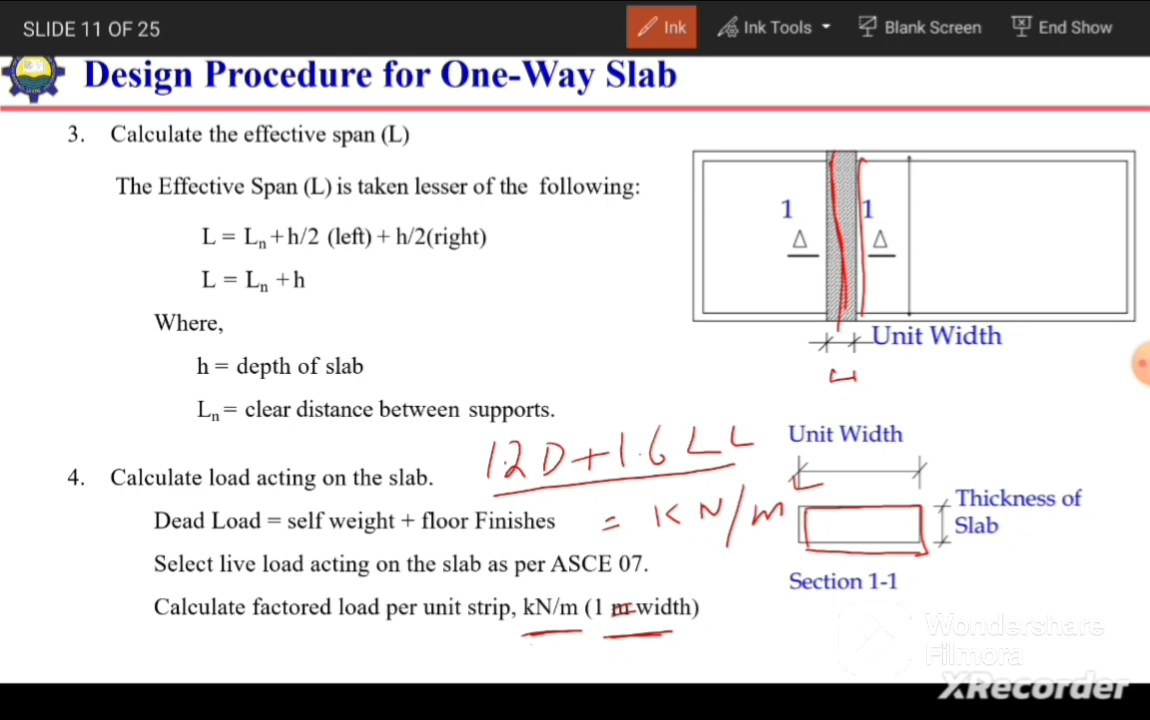 SLIDE 11 OF 25
Ink
Ink Tools
Blank Screen
End Show
Design Procedure for One-Way Slab
3. Calculate the effective span (L)
The Effective Span (L) is taken lesser of the following:
L = Ln + h/2 (left) + h/2(right)
L = Ln + h
Where,
h = depth of slab
Ln = clear distance between supports.
1 1
Unit Width
4. Calculate load acting on the slab.
1.2 D + 1.6 LL
Dead Load = self weight + floor Finishes
= KN/m
Select live load acting on the slab as per ASCE 07.
Calculate factored load per unit strip, kN/m (1 m width)
Unit Width
Thickness of
Slab
Section 1-1
Wondershare
Filmora
XRecorder